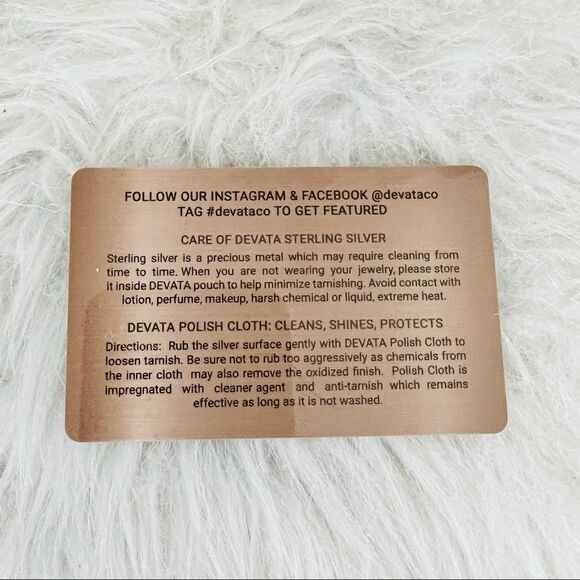 FOLLOW OUR INSTAGRAM & FACEBOOK @devataco
TAG #devataco TO GET FEATURED
CARE OF DEVATA STERLING SILVER
Sterling silver is a precious metal which may require cleaning from
time to time. When you are not wearing your jewelry, please store
it inside DEVATA pouch to help minimize tarnishing. Avoid contact with
lotion, perfume, makeup, harsh chemical or liquid, extreme heat.
DEVATA POLISH CLOTH: CLEANS, SHINES, PROTECTS
Directions: Rub the silver surface gently with DEVATA Polish Cloth to
loosen tarnish. Be sure not to rub too aggressively as chemicals from
the inner cloth may also remove the oxidized finish. Polish Cloth is
impregnated with cleaner agent and anti-tarnish which remains
effective as long as it is not washed.